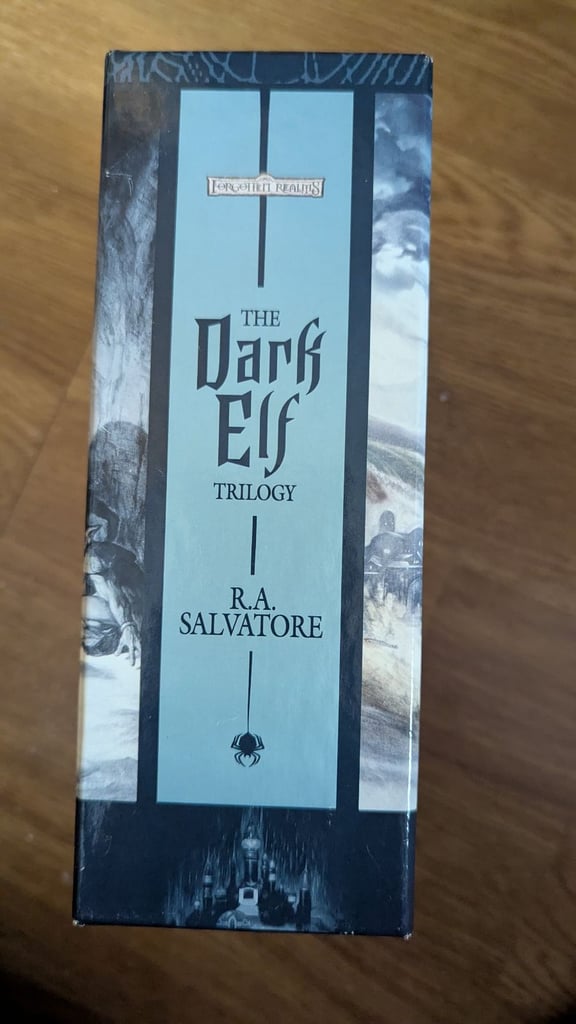 FORGOTTEN REALMS
THE
Dark
Elf
TRILOGY
R.A.
SALVATORE